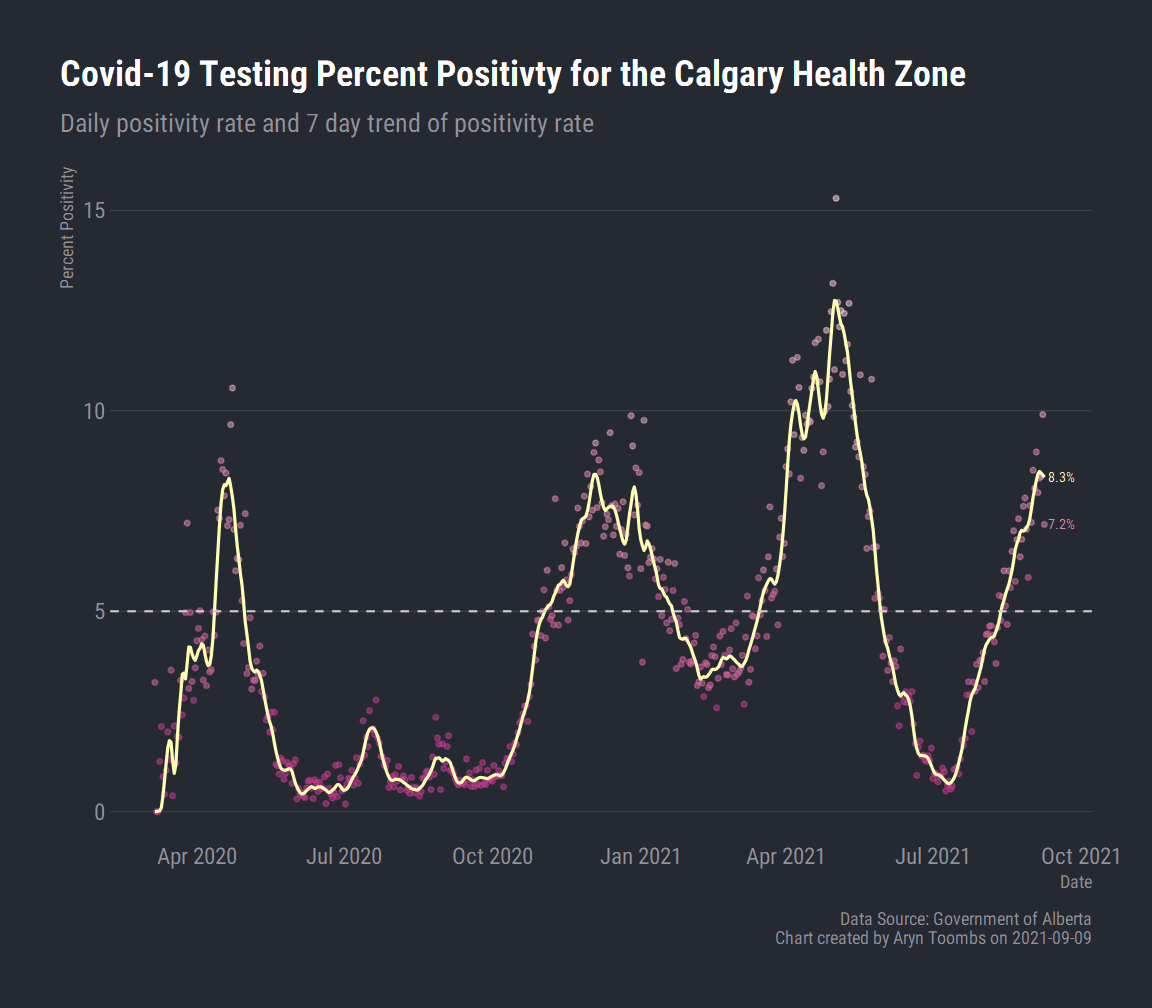 Covid-19 Testing Percent Positivty for the Calgary Health Zone
Daily positivity rate and 7 day trend of positivity rate
Percent Positivity
15
10
5
0
8.3%
7.2%
Apr 2020 Jul 2020 Oct 2020 Jan 2021 Apr 2021 Jul 2021 Oct 2021
Date
Data Source: Government of Alberta
Chart created by Aryn Toombs on 2021-09-09